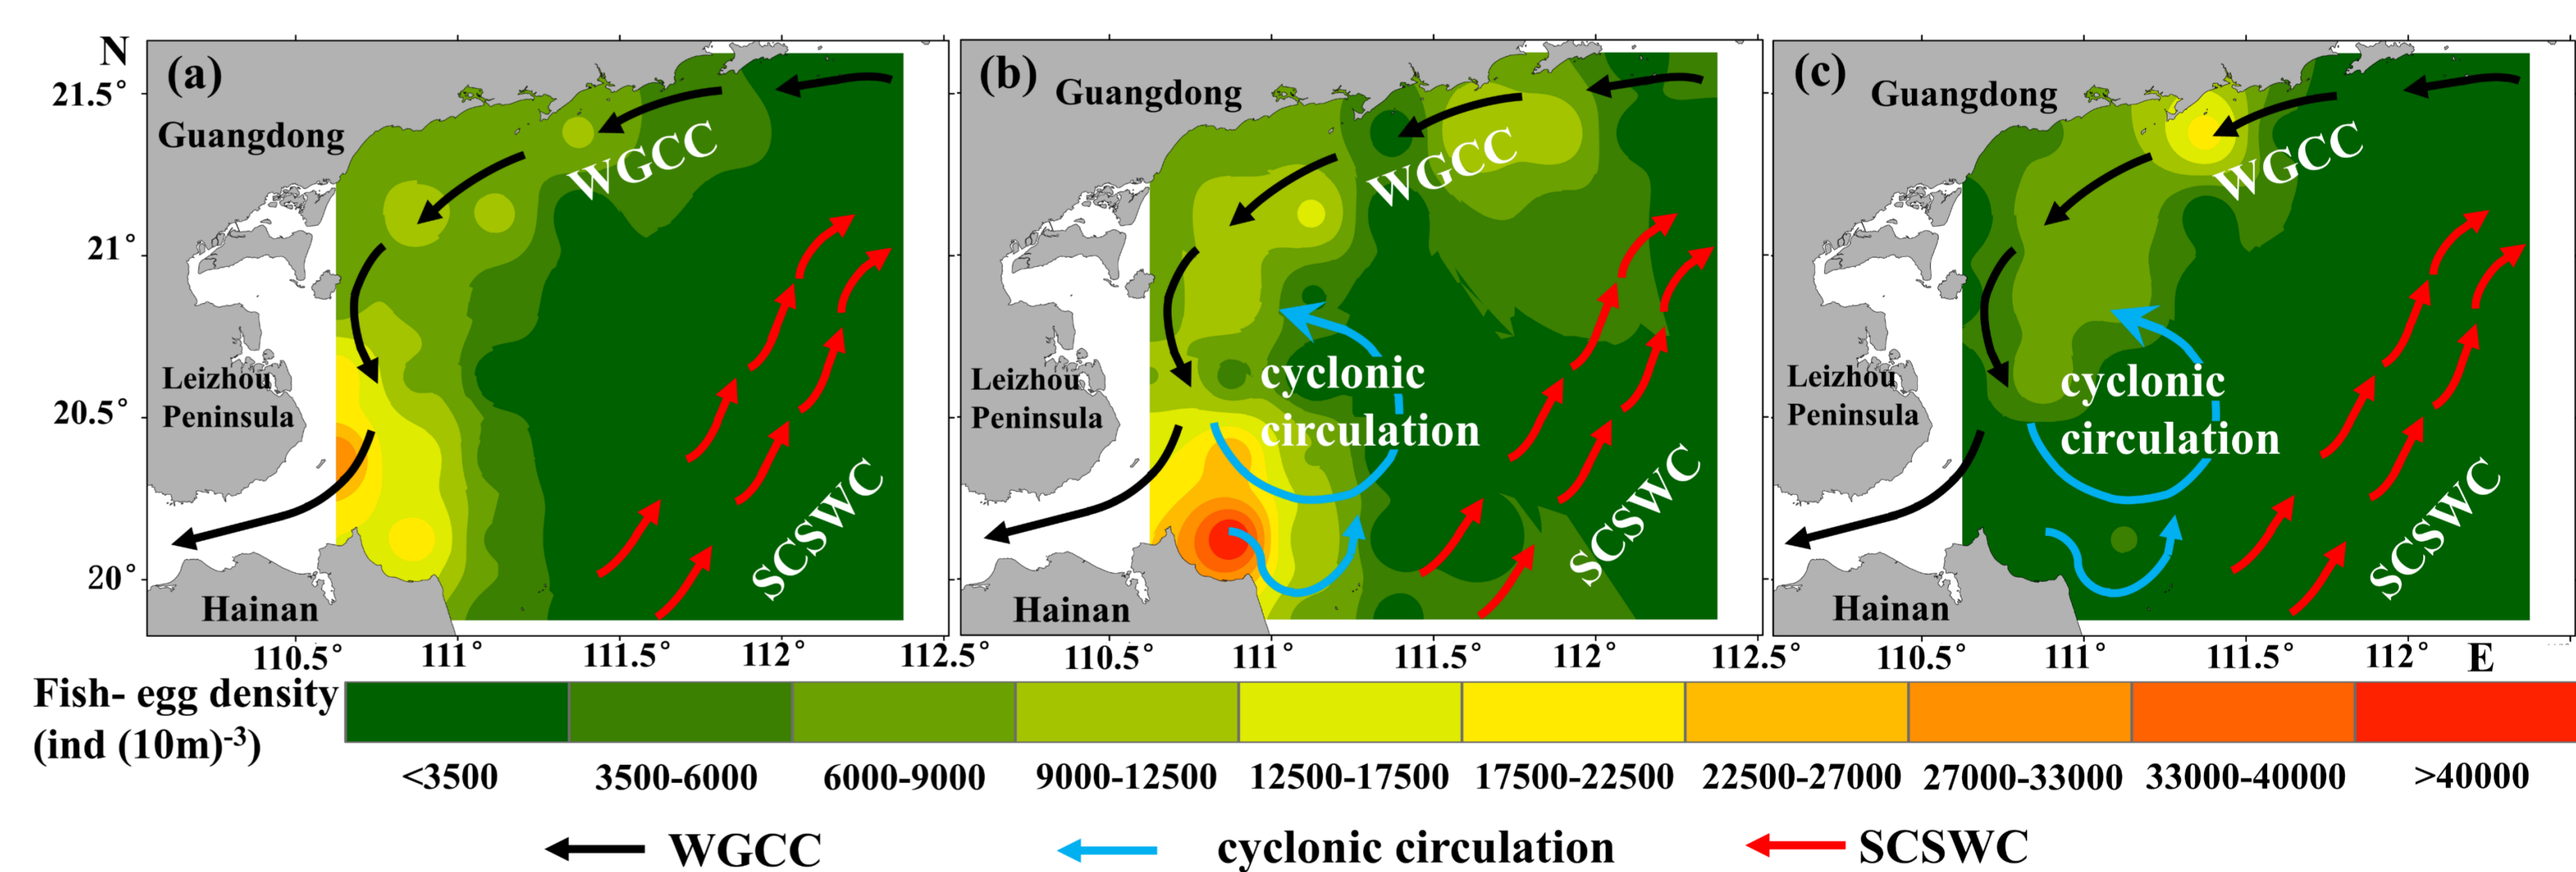 N
(a)
(b)
(c)
21.5°
21°
20.5°
20°
Guangdong
WGCC
Leizhou
Peninsula
SCSWC
Hainan
Guangdong
WGCC
Leizhou
Peninsula
cyclonic
circulation
SCSWC
Hainan
Guangdong
WGCC
Leizhou
Peninsula
cyclonic
circulation
SCSWC
Hainan
110.5° 111° 111.5° 112° 112.5° 110.5° 111° 111.5° 112° 112.5° 110.5° 111° 111.5° 112° E
Fish- egg density
(ind (10m)-3)
<3500 3500-6000 6000-9000 9000-12500 12500-17500 17500-22500 22500-27000 27000-33000 33000-40000 >40000
WGCC cyclonic circulation SCSWC